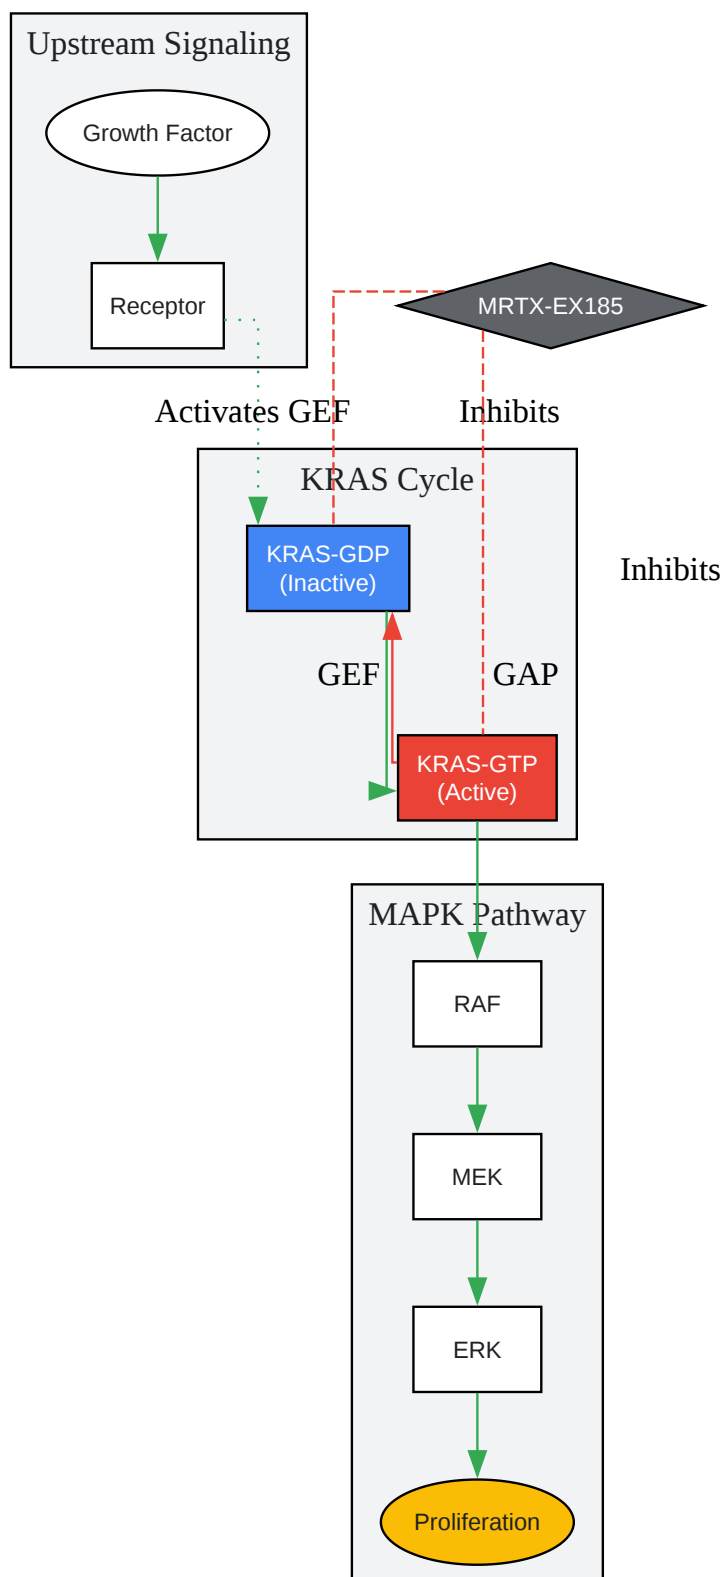 Upstream Signaling
Growth Factor
Receptor
MRTX-EX185
Activates GEF
Inhibits
KRAS Cycle
KRAS-GDP
(Inactive)
Inhibits
GEF
GAP
KRAS-GTP
(Active)
MAPK Pathway
RAF
MEK
ERK
Proliferation